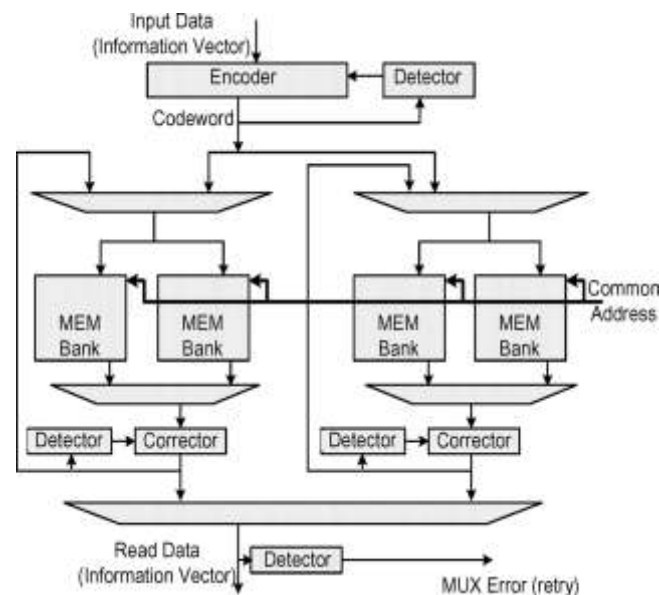 Input Data
(Information Vector)
Encoder
Detector
Codeword
MEM
Bank
MEM
Bank
MEM
Bank
MEM
Bank
Common
Address
Detector
Corrector
Detector
Corrector
Read Data
(Information Vector)
Detector
MUX Error (retry)